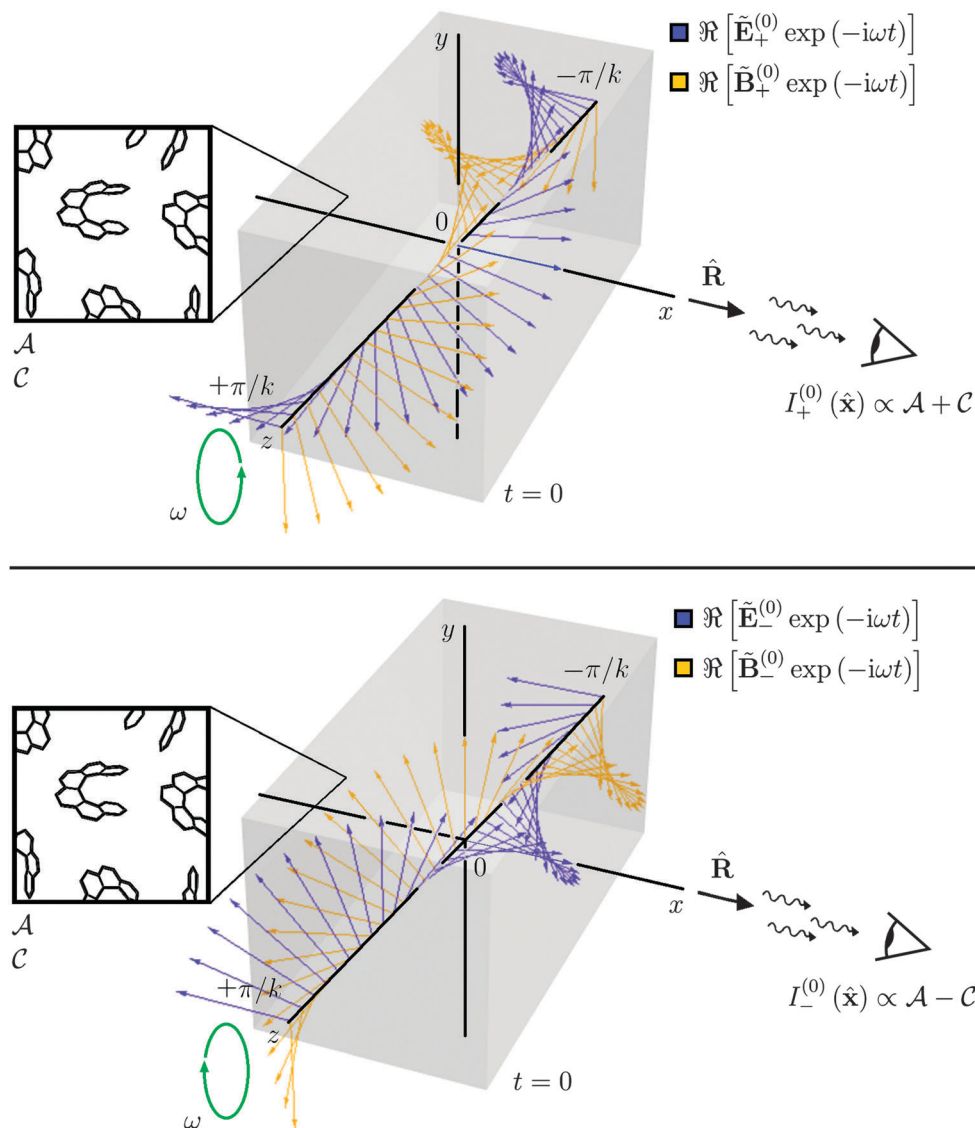 y
ℜ[Ẽ₊⁽⁰⁾ exp (−iωt)]
ℜ[B̃₊⁽⁰⁾ exp (−iωt)]
−π/k
0
𝒜
𝒞
R̂
x
+π/k
z
I₊⁽⁰⁾ (x̂) ∝ 𝒜 + 𝒞
ω
t = 0
y
ℜ[Ẽ₋⁽⁰⁾ exp (−iωt)]
ℜ[B̃₋⁽⁰⁾ exp (−iωt)]
−π/k
0
𝒜
𝒞
R̂
x
+π/k
z
I₋⁽⁰⁾ (x̂) ∝ 𝒜 − 𝒞
ω
t = 0